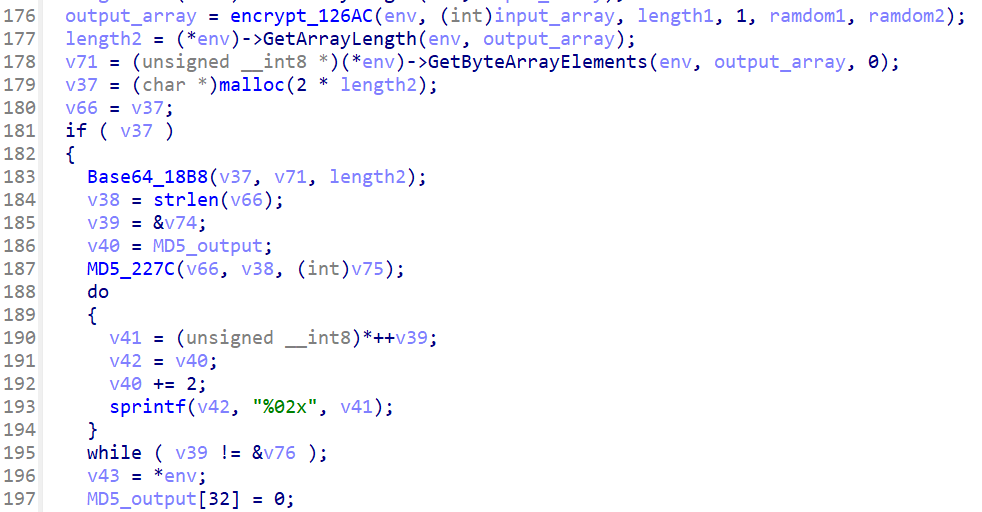 176 output_array = encrypt_126AC(env, (int)input_array, length1, 1, ramdom1, ramdom2);
177 length2 = (*env)->GetArrayLength(env, output_array);
178 v71 = (unsigned __int8 *)(*env)->GetByteArrayElements(env, output_array, 0);
179 v37 = (char *)malloc(2 * length2);
180 v66 = v37;
181 if ( v37 )
182 {
183 Base64_18B8(v37, v71, length2);
184 v38 = strlen(v66);
185 v39 = &v74;
186 v40 = MD5_output;
187 MD5_227C(v66, v38, (int)v75);
188 do
189 {
190 v41 = (unsigned __int8)*++v39;
191 v42 = v40;
192 v40 += 2;
193 sprintf(v42, "%02x", v41);
194 }
195 while ( v39 != &v76 );
196 v43 = *env;
197 MD5_output[32] = 0;